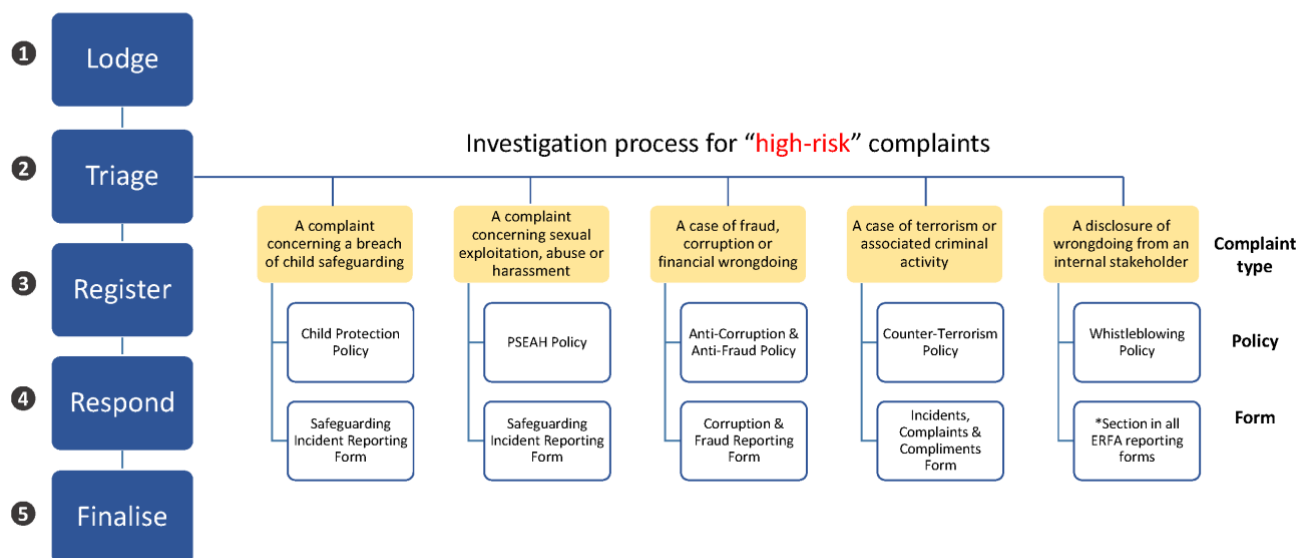 1
Lodge
Investigation process for “high-risk” complaints
2
Triage
A complaint
concerning a breach
of child safeguarding
A complaint
concerning sexual
exploitation, abuse or
harassment
A case of fraud,
corruption or
financial wrongdoing
A case of terrorism or
associated criminal
activity
A disclosure of
wrongdoing from an
internal stakeholder
Complaint
type
3
Register
Child Protection
Policy
PSEAH Policy
Anti-Corruption &
Anti-Fraud Policy
Counter-Terrorism
Policy
Whistleblowing
Policy
Policy
4
Respond
Safeguarding
Incident Reporting
Form
Safeguarding
Incident Reporting
Form
Corruption &
Fraud Reporting
Form
Incidents,
Complaints &
Compliments
Form
*Section in all
ERFA reporting
forms
Form
5
Finalise